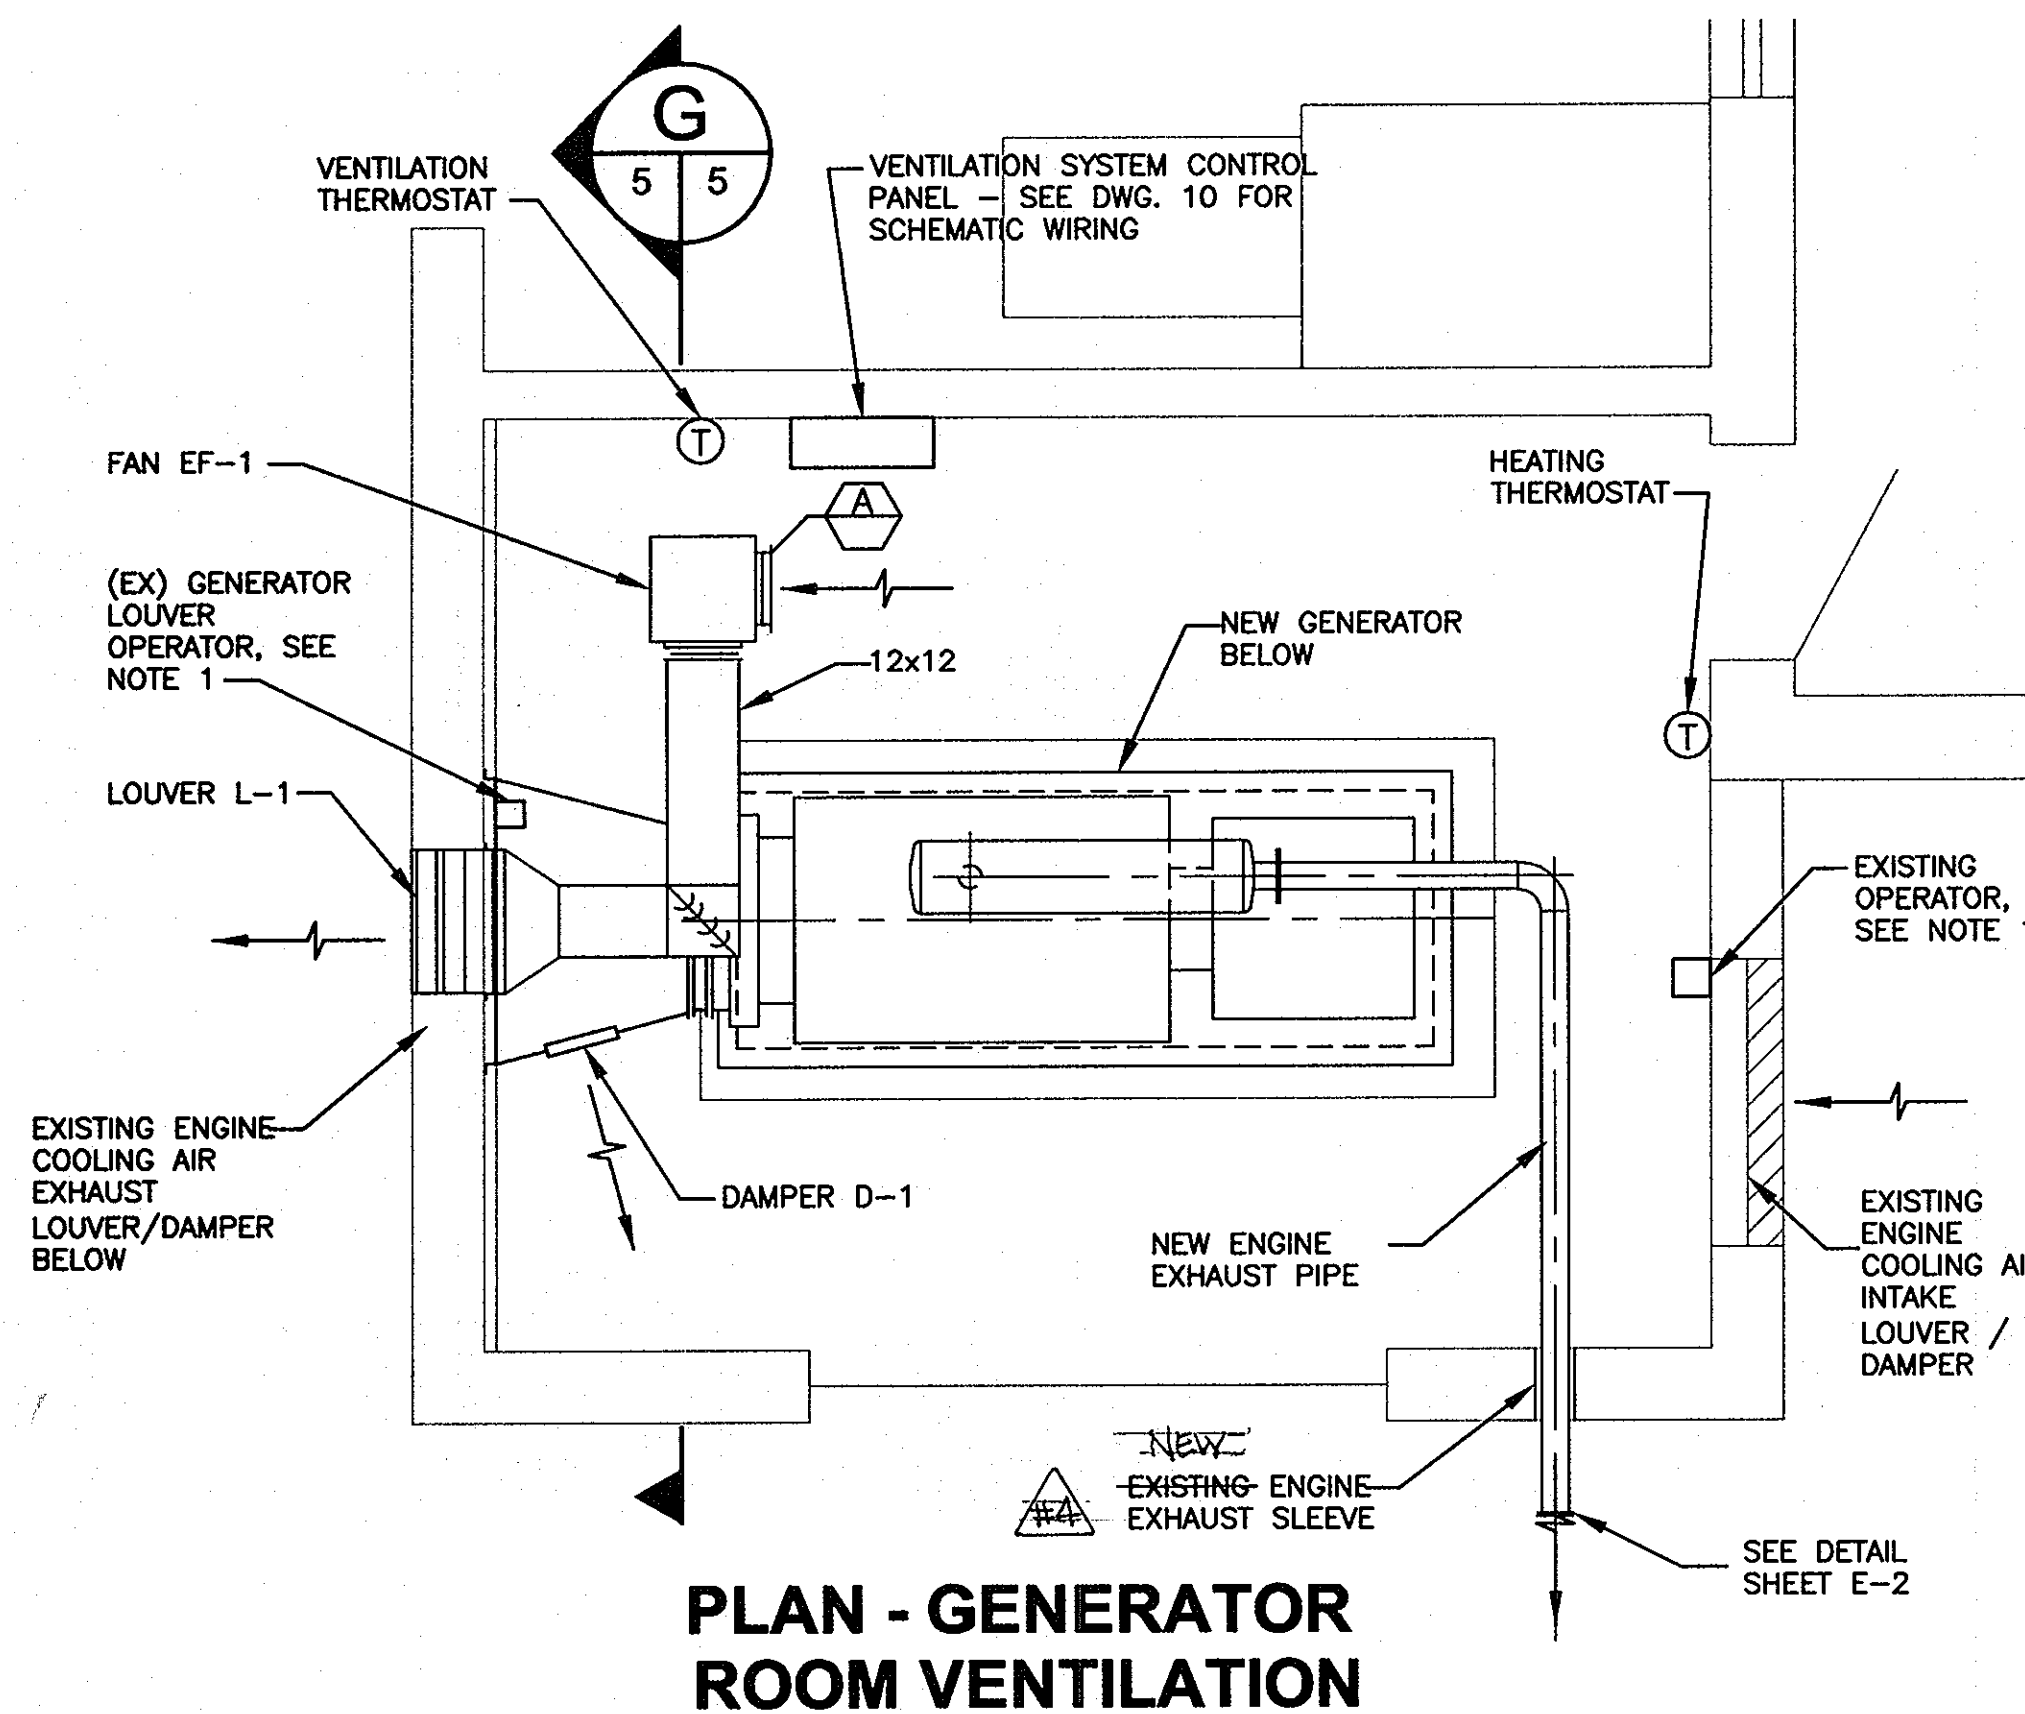 G
5 5
VENTILATION
THERMOSTAT
VENTILATION SYSTEM CONTROL
PANEL – SEE DWG. 10 FOR
SCHEMATIC WIRING
T
FAN EF–1
A
HEATING
THERMOSTAT
(EX) GENERATOR
LOUVER
OPERATOR, SEE
NOTE 1
NEW GENERATOR
BELOW
12x12
T
LOUVER L–1
EXISTING
OPERATOR,
SEE NOTE
EXISTING ENGINE
COOLING AIR
EXHAUST
LOUVER/DAMPER
BELOW
DAMPER D–1
NEW ENGINE
EXHAUST PIPE
EXISTING
ENGINE
COOLING
INTAKE
LOUVER /
DAMPER
NEW
#4
EXISTING ENGINE
EXHAUST SLEEVE
SEE DETAIL
SHEET E–2
PLAN - GENERATOR
ROOM VENTILATION